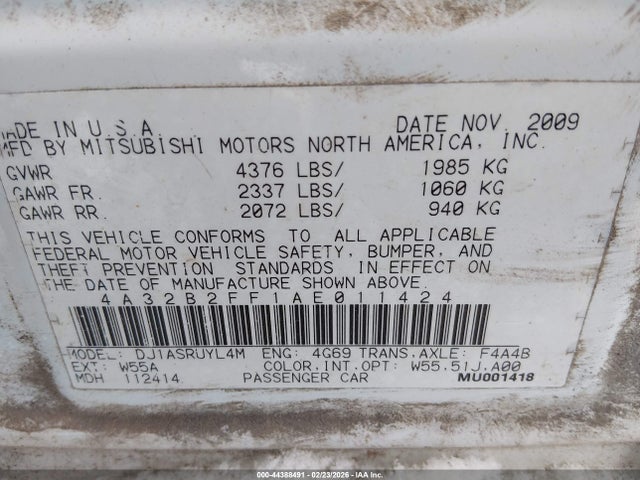 MADE IN U.S.A. DATE NOV. 2009
MFD BY MITSUBISHI MOTORS NORTH AMERICA, INC.
GVWR 4376 LBS/ 1985 KG
GAWR FR. 2337 LBS/ 1060 KG
GAWR RR. 2072 LBS/ 940 KG
THIS VEHICLE CONFORMS TO ALL APPLICABLE
FEDERAL MOTOR VEHICLE SAFETY, BUMPER, AND
THEFT PREVENTION STANDARDS IN EFFECT ON
THE DATE OF MANUFACTURE SHOWN ABOVE.
4A32B2FF1AE011424
MODEL: DJ1ASRUYL4M ENG: 4G69 TRANS.AXLE: F4A4B
EXT: W55A COLOR.INT.OPT: W55.51J.A00
MDH 112414 PASSENGER CAR MU001418
000-44388491 - 02/23/2026 - IAA Inc.